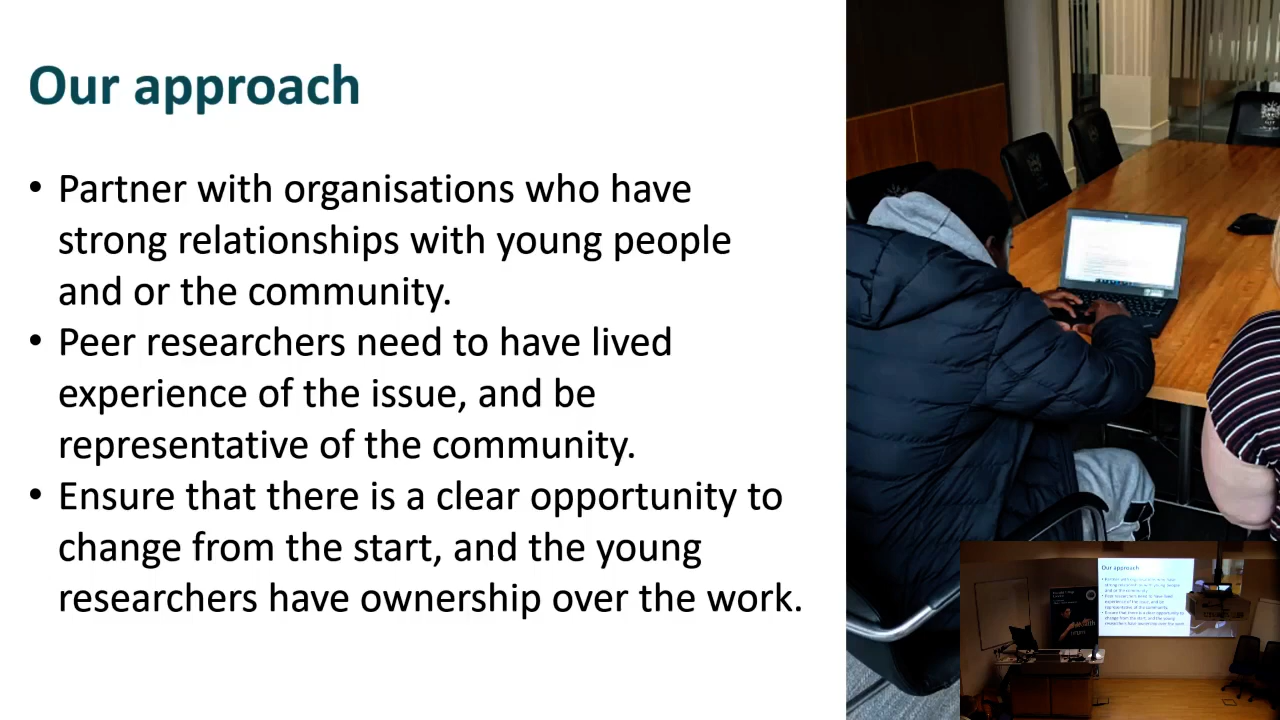 Our approach
• Partner with organisations who have
strong relationships with young people
and or the community.
• Peer researchers need to have lived
experience of the issue, and be
representative of the community.
• Ensure that there is a clear opportunity to
change from the start, and the young
researchers have ownership over the work.
Our approach